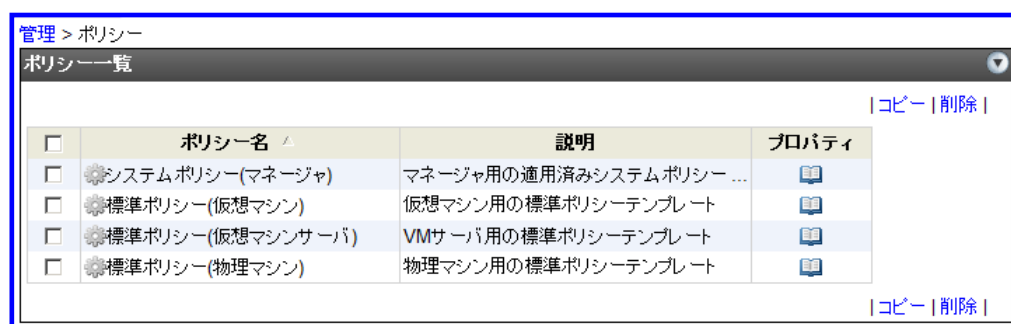 管理 > ポリシー
ポリシー一覧
| コピー | 削除 |
ポリシー名 説明 プロパティ
システムポリシー(マネージャ) マネージャ用の適用済みシステムポリシー ...
標準ポリシー(仮想マシン) 仮想マシン用の標準ポリシーテンプレート
標準ポリシー(仮想マシンサーバ) VMサーバ用の標準ポリシーテンプレート
標準ポリシー(物理マシン) 物理マシン用の標準ポリシーテンプレート
| コピー | 削除 |